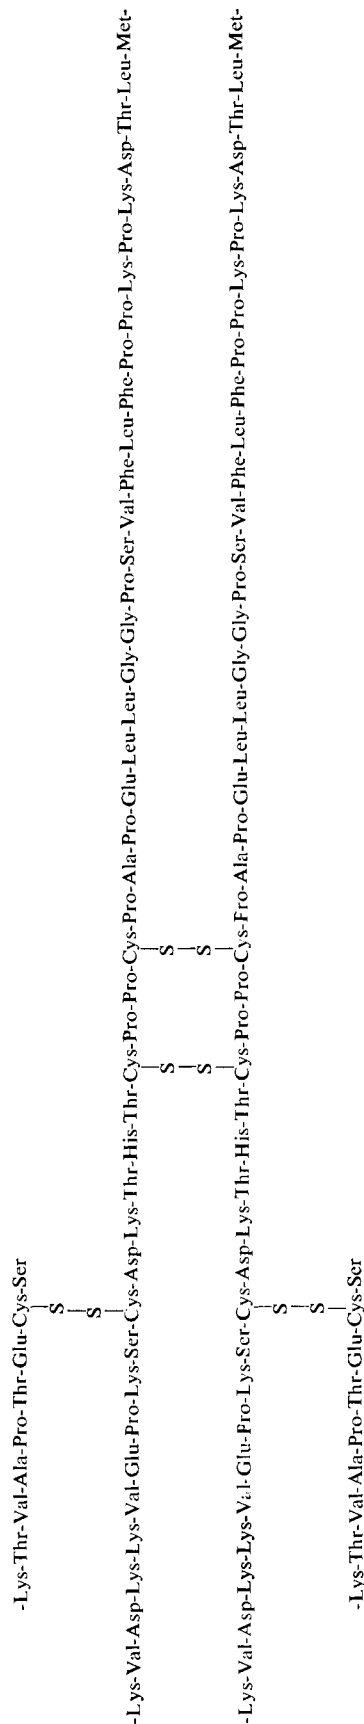 -Lys-Thr-Val-Ala-Pro-Thr-Glu-Cys-Ser
S
S
-Lys-Val-Asp-Lys-Lys-Val-Glu-Pro-Lys-Ser-Cys-Asp-Lys-Thr-His-Thr-Cys-Pro-Pro-Cys-Pro-Ala-Pro-Glu-Leu-Leu-Gly-Gly-Pro-Ser-Val-Phe-Leu-Phe-Pro-Pro-Lys-Pro-Lys-Asp-Thr-Leu-Met-
S S
S S
-Lys-Val-Asp-Lys-Lys-Val-Glu-Pro-Lys-Ser-Cys-Asp-Lys-Thr-His-Thr-Cys-Pro-Pro-Cys-Fro-Ala-Pro-Glu-Leu-Leu-Gly-Gly-Pro-Ser-Val-Phe-Leu-Phe-Pro-Pro-Lys-Pro-Lys-Asp-Thr-Leu-Met-
S
S
-Lys-Thr-Val-Ala-Pro-Thr-Glu-Cys-Ser